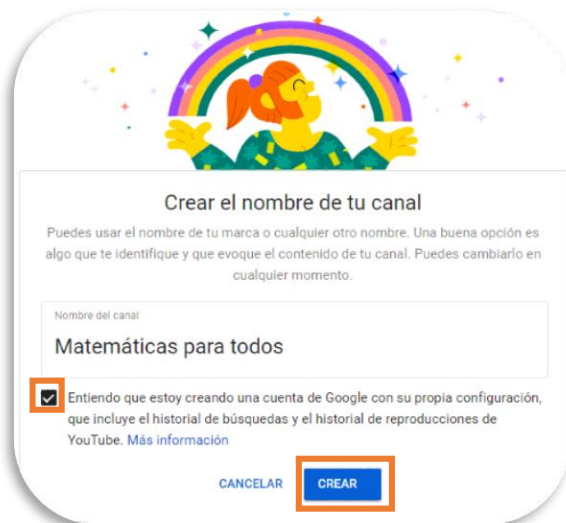 Crear el nombre de tu canal
Puedes usar el nombre de tu marca o cualquier otro nombre. Una buena opción es
algo que te identifique y que evoque el contenido de tu canal. Puedes cambiarlo en
cualquier momento.
Nombre del canal
Matemáticas para todos
Entiendo que estoy creando una cuenta de Google con su propia configuración,
que incluye el historial de búsquedas y el historial de reproducciones de
YouTube. Más información
CANCELAR CREAR